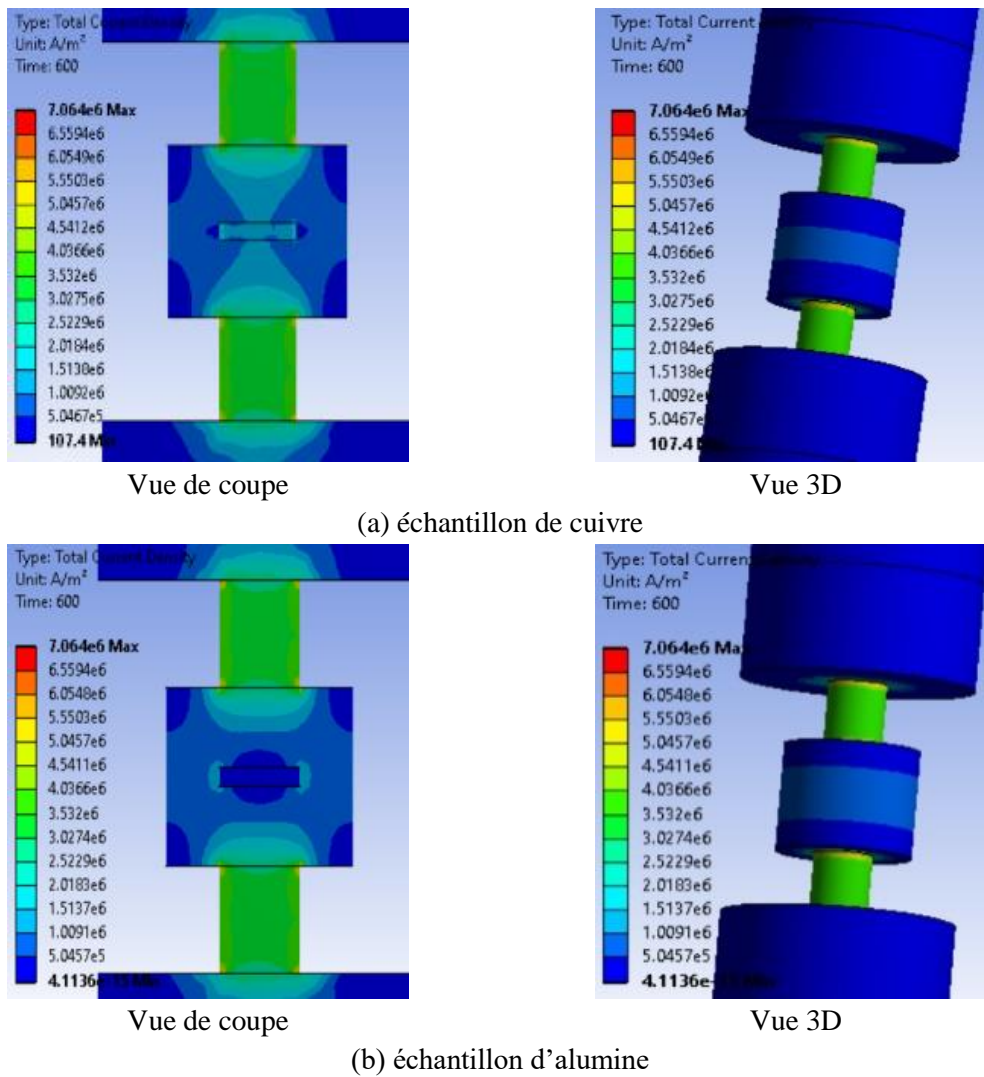 Type: Total Density
Unit: A/m²
Time: 600
7.064e6 Max
6.5594e6
6.0549e6
5.5503e6
5.0457e6
4.5412e6
4.0366e6
3.532e6
3.0275e6
2.5229e6
2.0184e6
1.5138e6
1.0092e6
5.0467e5
107.4
Type: Total Current
Unit: A/m²
Time: 600
7.064e6 Max
6.5594e6
6.0549e6
5.5503e6
5.0457e6
4.5412e6
4.0366e6
3.532e6
3.0275e6
2.5229e6
2.0184e6
1.5138e6
1.0092e6
5.0467e5
107.4
Vue de coupe
Vue 3D
(a) échantillon de cuivre
Type: Total Density
Unit: A/m²
Time: 600
7.064e6 Max
6.5594e6
6.0548e6
5.5503e6
5.0457e6
4.5411e6
4.0366e6
3.532e6
3.0274e6
2.5229e6
2.0183e6
1.5137e6
1.0091e6
5.0457e5
Type: Total Current
Unit: A/m²
Time: 600
7.064e6 Max
6.5594e6
6.0548e6
5.5503e6
5.0457e6
4.5411e6
4.0366e6
3.532e6
3.0274e6
2.5229e6
2.0183e6
1.5137e6
1.0091e6
5.0457e5
Vue de coupe
Vue 3D
(b) échantillon d’alumine